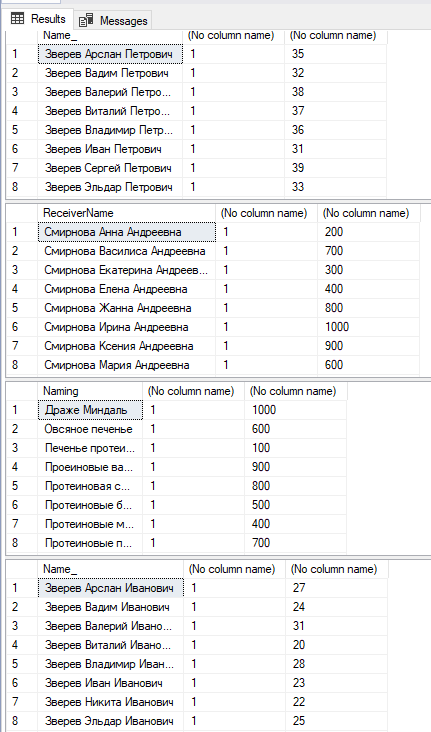 Results Messages
Name_ (No column name) (No column name)
1 Зверев Арслан Петрович 1 35
2 Зверев Вадим Петрович 1 32
3 Зверев Валерий Петро... 1 38
4 Зверев Виталий Петро... 1 37
5 Зверев Владимир Петр... 1 36
6 Зверев Иван Петрович 1 31
7 Зверев Сергей Петрович 1 39
8 Зверев Эльдар Петрович 1 33
ReceiverName (No column name) (No column name)
1 Смирнова Анна Андреевна 1 200
2 Смирнова Василиса Андреевна 1 700
3 Смирнова Екатерина Андреев... 1 300
4 Смирнова Елена Андреевна 1 400
5 Смирнова Жанна Андреевна 1 800
6 Смирнова Ирина Андреевна 1 1000
7 Смирнова Ксения Андреевна 1 900
8 Смирнова Мария Андреевна 1 600
Naming (No column name) (No column name)
1 Драже Миндаль 1 1000
2 Овсяное печенье 1 600
3 Печенье протеи... 1 100
4 Проеиновые ва... 1 900
5 Протеиновая с... 1 800
6 Протеиновые б... 1 500
7 Протеиновые м... 1 400
8 Протеиновые п... 1 700
Name_ (No column name) (No column name)
1 Зверев Арслан Иванович 1 27
2 Зверев Вадим Иванович 1 24
3 Зверев Валерий Ивано... 1 31
4 Зверев Виталий Ивано... 1 20
5 Зверев Владимир Иван... 1 28
6 Зверев Иван Иванович 1 23
7 Зверев Никита Иванович 1 22
8 Зверев Эльдар Иванович 1 25